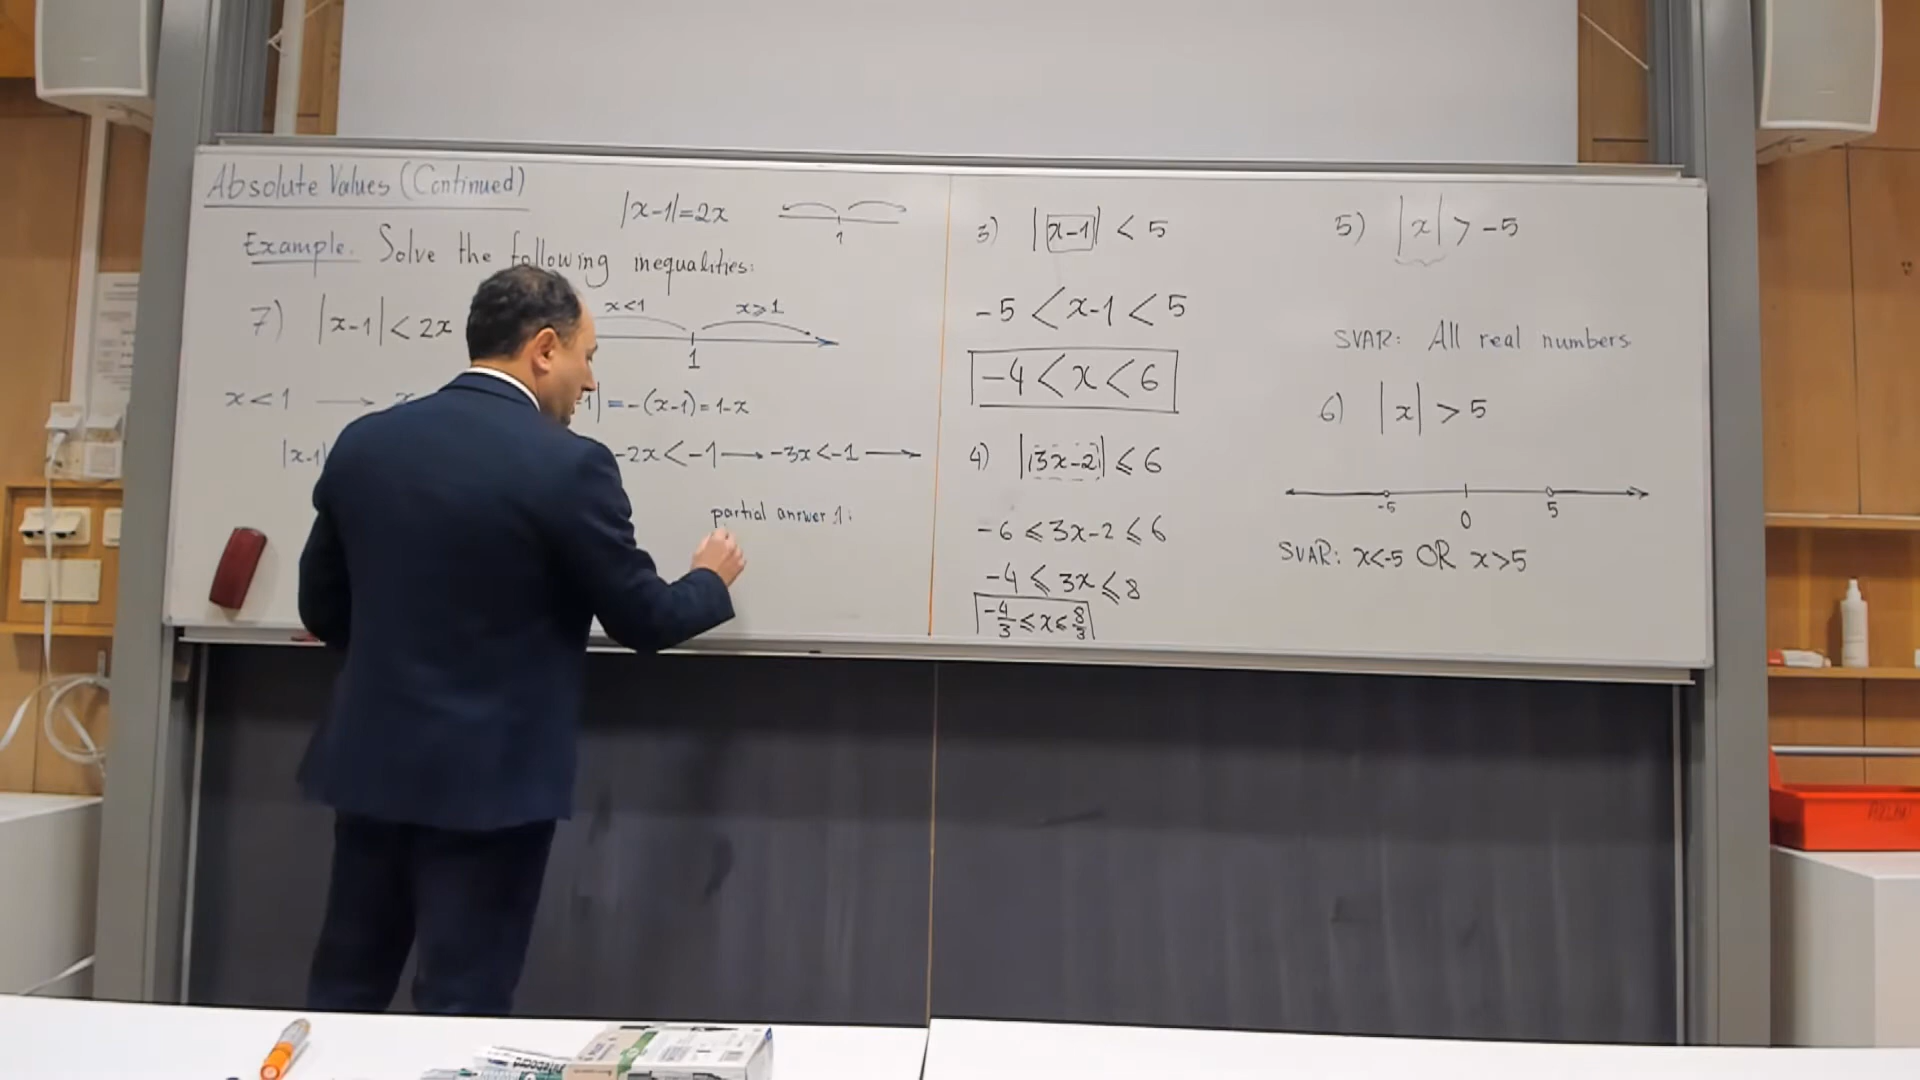 Absolute Values (Continued)
|x-1|=2x
1
Example. Solve the following inequalities:
7) |x-1| < 2x
x<1 x⩾1
1
x<1 → |=-(x-1)=1-x
|x-1| -2x<-1 → -3x<-1 →
partial answer 1:
3) |x-1| < 5
-5 < x-1 < 5
-4 < x < 6
4) |3x-2| ⩽ 6
-6 ⩽ 3x-2 ⩽ 6
-4 ⩽ 3x ⩽ 8
-4/3 ⩽ x ⩽ 8/3
5) |x| > -5
SVAR: All real numbers
6) |x| > 5
-5 0 5
SVAR: x<-5 OR x>5